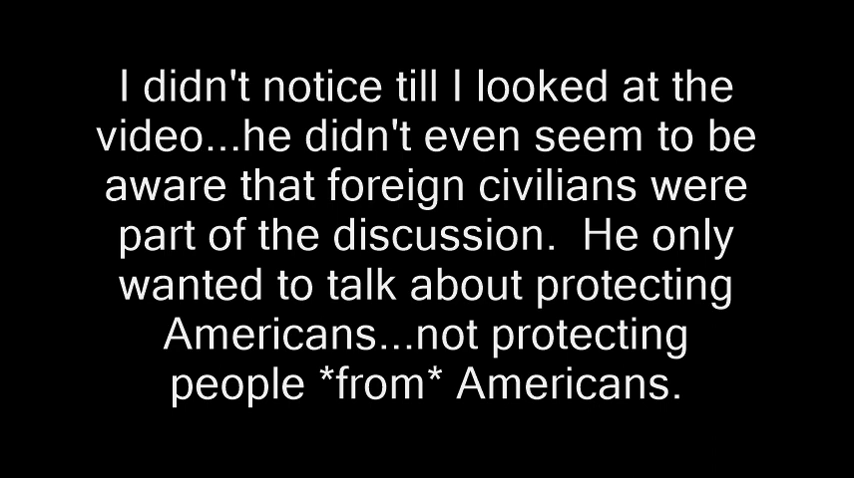 I didn't notice till I looked at the
video...he didn't even seem to be
aware that foreign civilians were
part of the discussion.  He only
wanted to talk about protecting
Americans...not protecting
people *from* Americans.